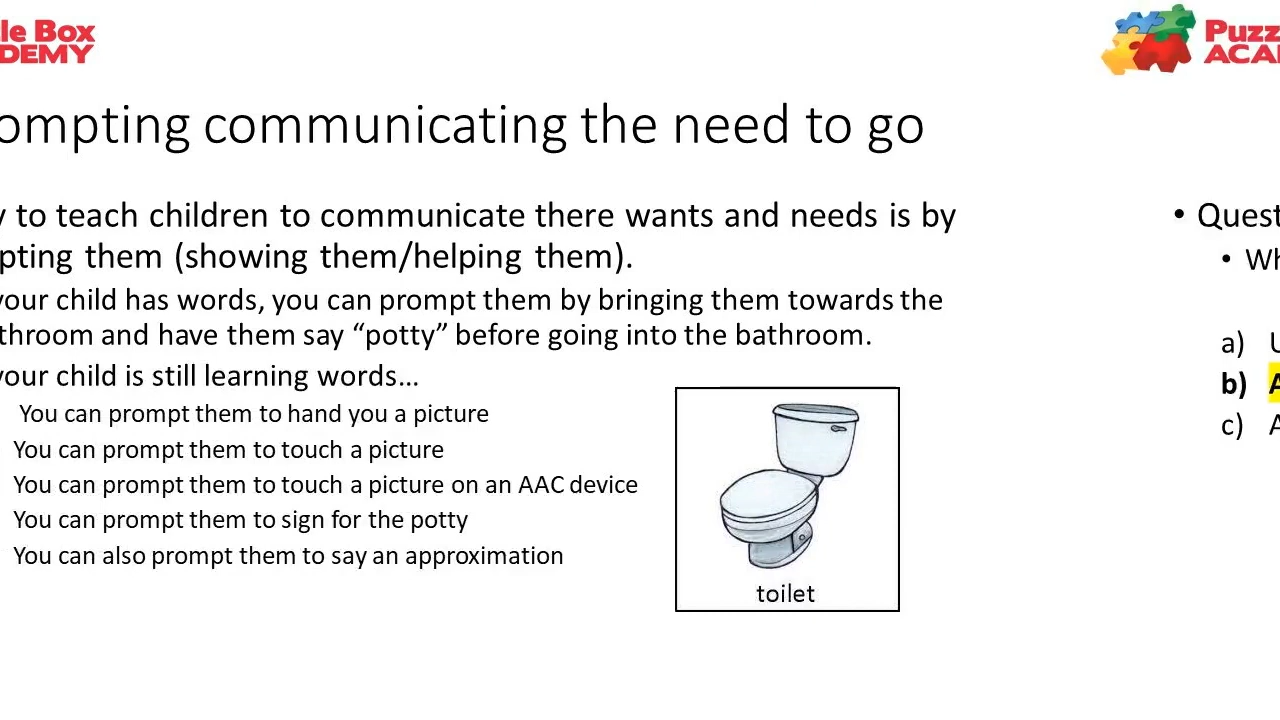 le Box
DEMY
ompting communicating the need to go
y to teach children to communicate there wants and needs is by
pting them (showing them/helping them).
your child has words, you can prompt them by bringing them towards the
throom and have them say “potty” before going into the bathroom.
your child is still learning words…
You can prompt them to hand you a picture
You can prompt them to touch a picture
You can prompt them to touch a picture on an AAC device
You can prompt them to sign for the potty
You can also prompt them to say an approximation
toilet
Puzz
ACA
• Quest
• Wh
a) U
b) A
c) A